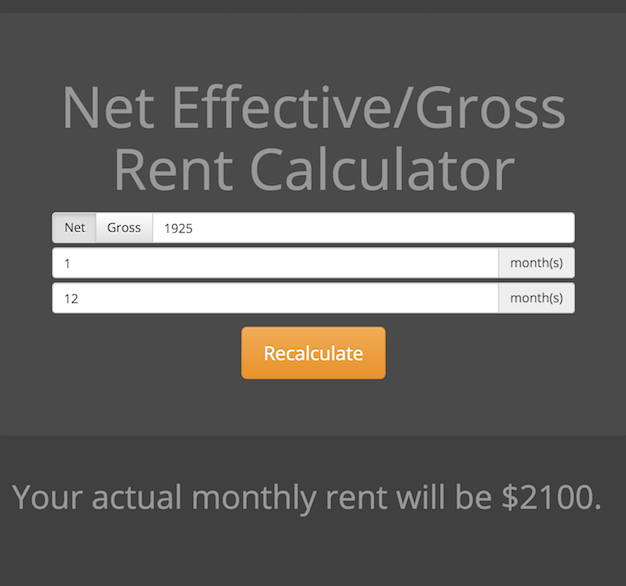 Net Effective/Gross
Rent Calculator
Net Gross 1925
1 month(s)
12 month(s)
Recalculate
Your actual monthly rent will be $2100.